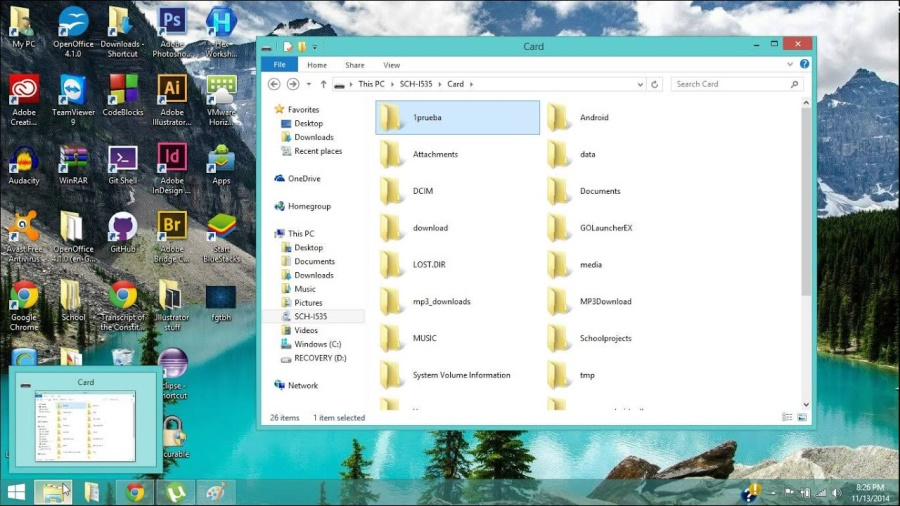 My PC
OpenOffice 4.1.0
Downloads - Shortcut
Adobe Photosho...
Hex Worksh...
Adobe Creati...
TeamViewer 9
CodeBlocks
Adobe Illustrator...
VMware Horiz...
Audacity
WinRAR
Git Shell
Adobe InDesign ...
Apps
Avast Free Antivirus
OpenOffice 4.1.0 (en-G...
GitHub
Adobe Bridge C...
Start BlueStacks
Google Chrome
School
Transcript of the Constit...
Illustrator stuff
fgtbh
Card
Card
File
Home
Share
View
This PC
SCH-I535
Card
Search Card
Favorites
Desktop
Downloads
Recent places
OneDrive
Homegroup
This PC
Desktop
Documents
Downloads
Music
Pictures
SCH-I535
Videos
Windows (C:)
RECOVERY (D:)
Network
1prueba
Android
Attachments
data
DCIM
Documents
download
GOLauncherEX
LOST.DIR
media
mp3_downloads
MP3Download
MUSIC
Schoolprojects
System Volume Information
tmp
26 items
1 item selected
8:26 PM
11/13/2014